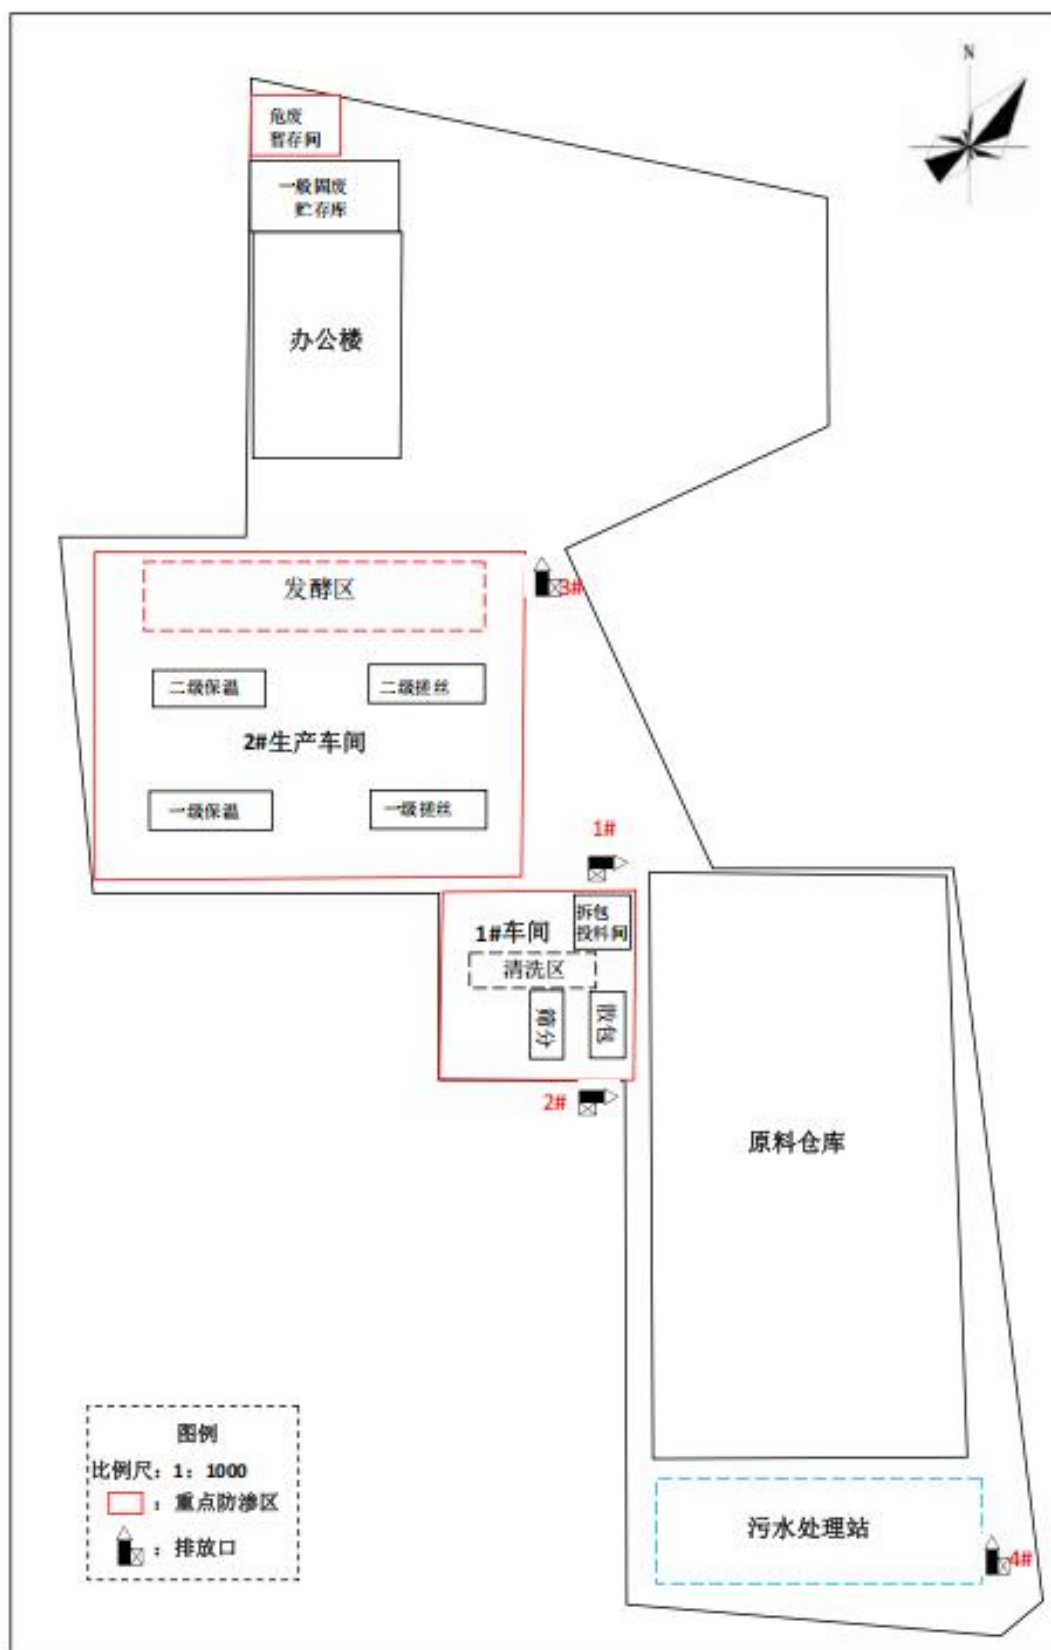 N
危废
暂存间
一般固废
贮存库
办公楼
发酵区
3#
二级保温
二级搓丝
2#生产车间
一级保温
一级搓丝
1#
拆包
投料间
1#车间
清洗区
筛分
散包
2#
原料仓库
图例
比例尺：1：1000
：重点防渗区
：排放口
污水处理站
4#